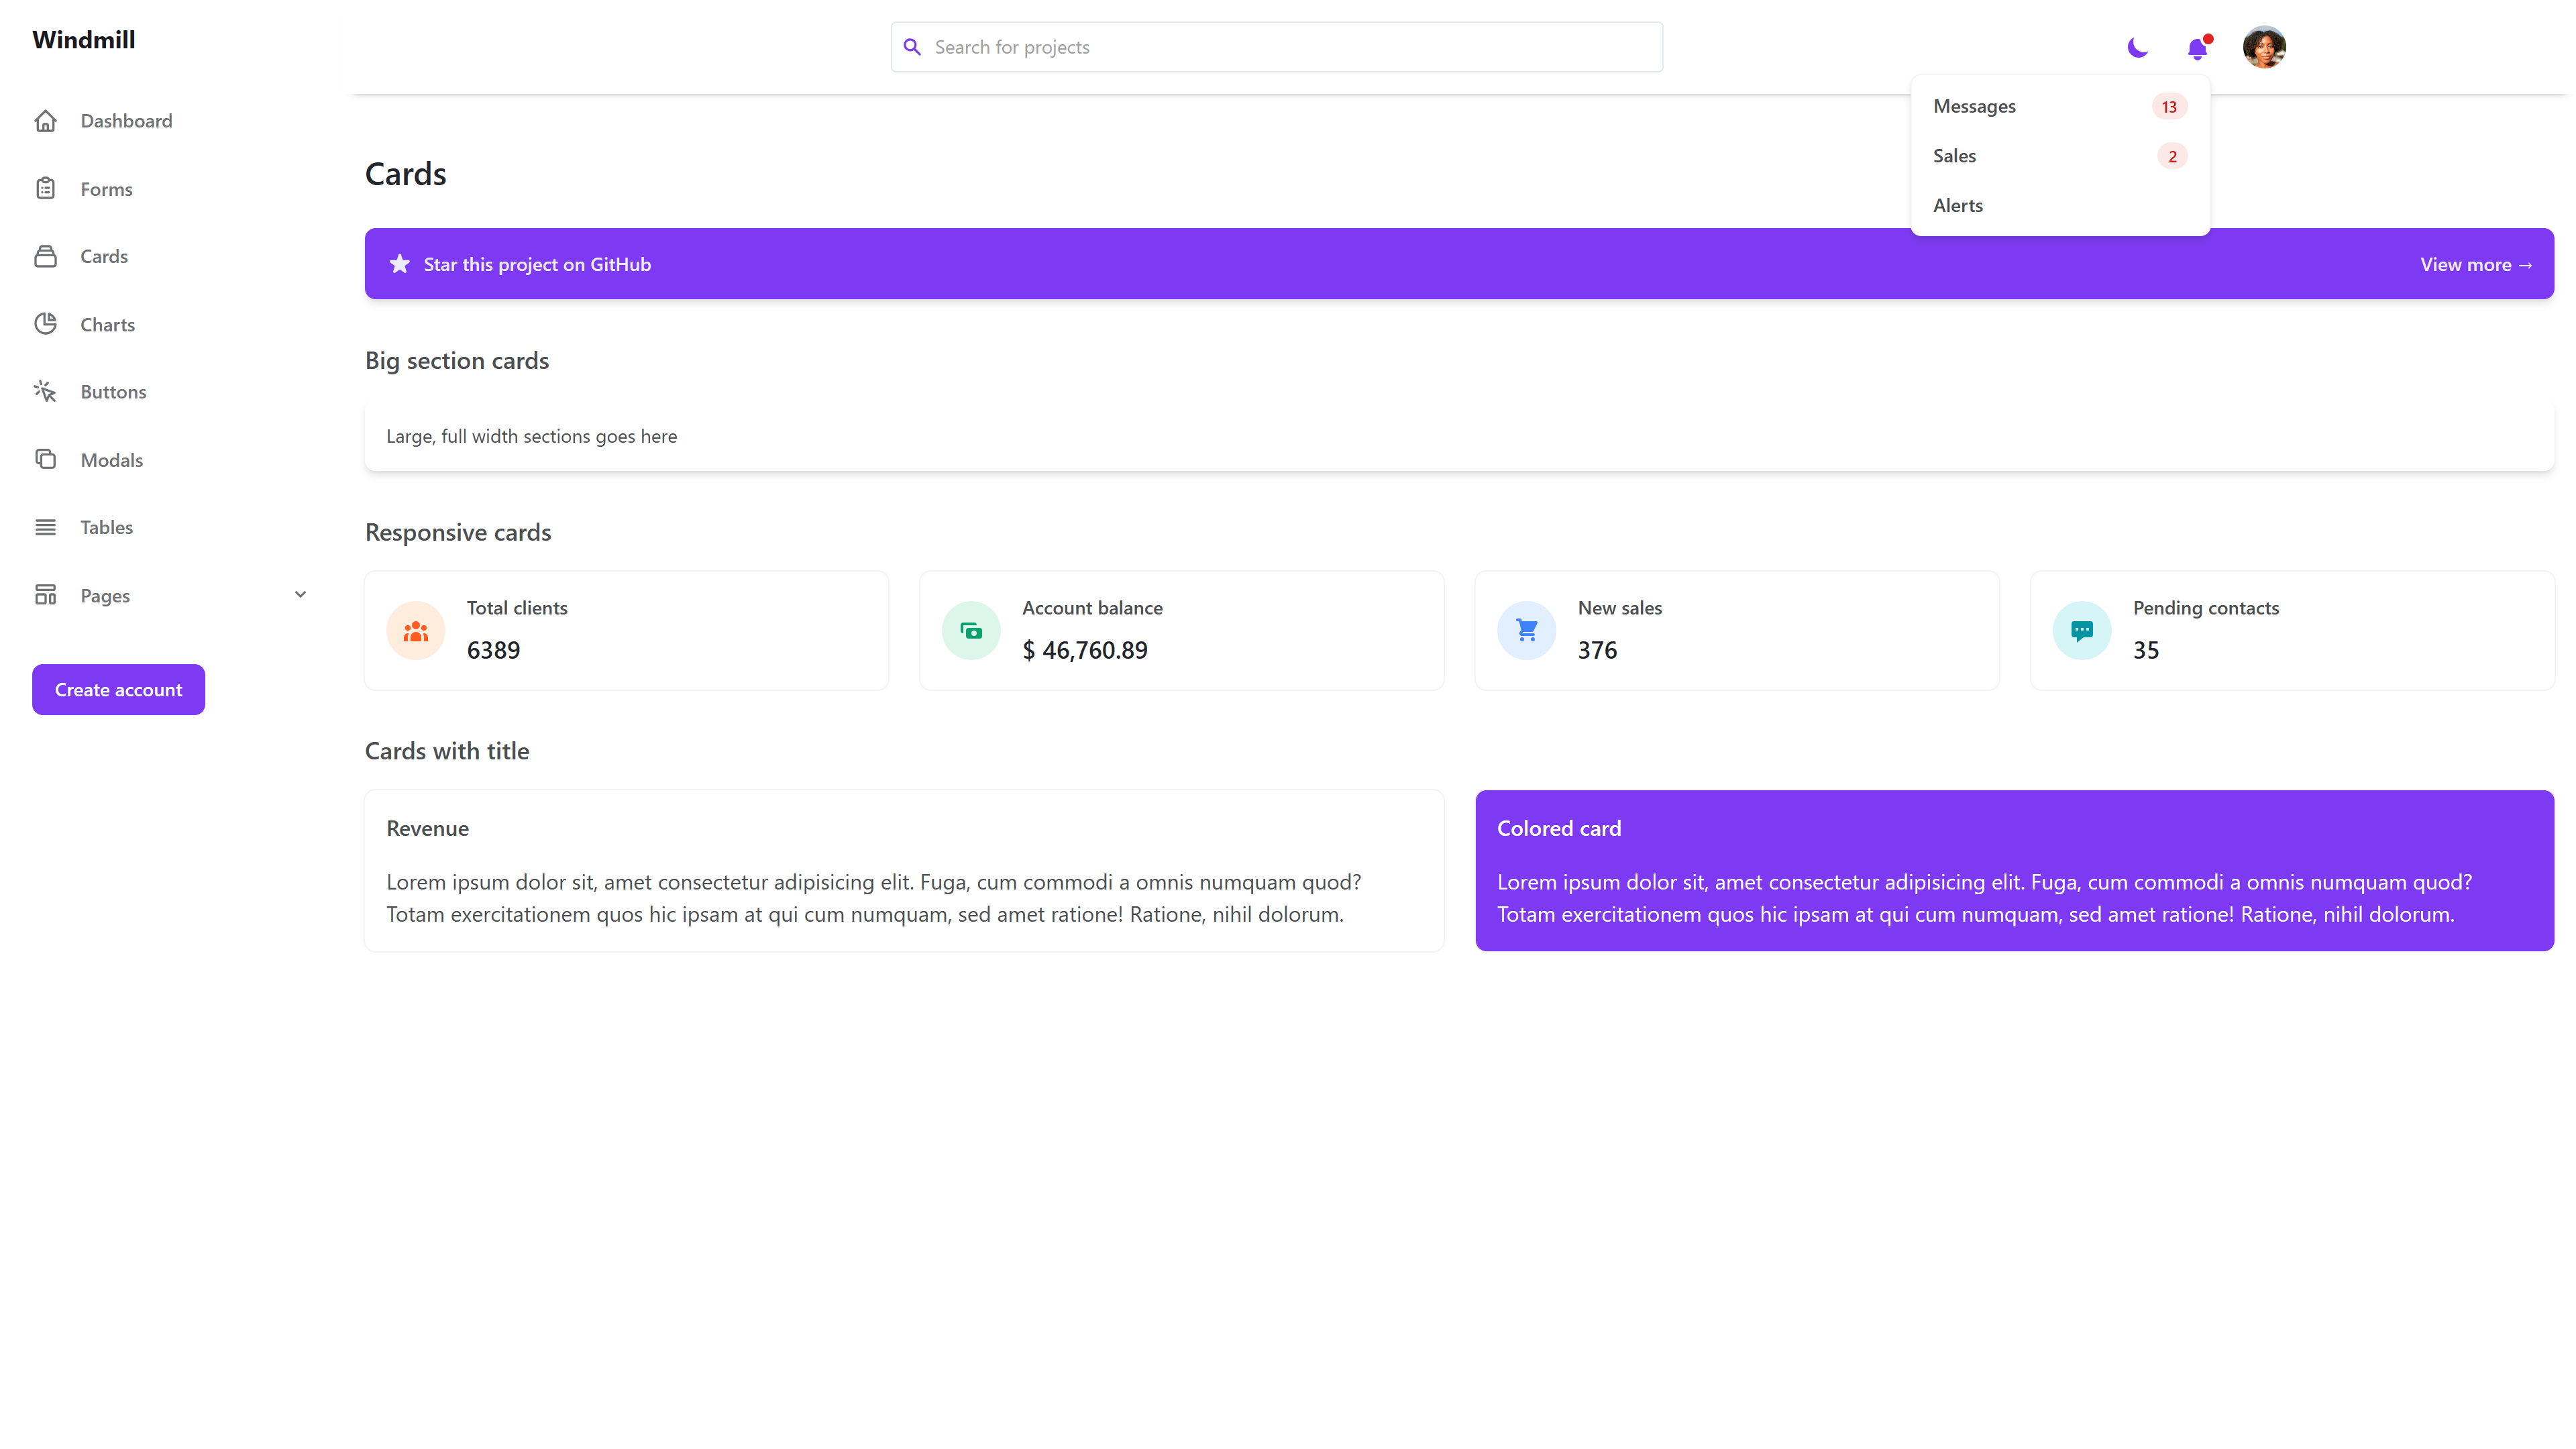 Windmill
Dashboard
Forms
Cards
Charts
Buttons
Modals
Tables
Pages
Create account
Search for projects
Messages 13
Sales 2
Alerts
Cards
Star this project on GitHub
View more →
Big section cards
Large, full width sections goes here
Responsive cards
Total clients
6389
Account balance
$ 46,760.89
New sales
376
Pending contacts
35
Cards with title
Revenue
Lorem ipsum dolor sit, amet consectetur adipisicing elit. Fuga, cum commodi a omnis numquam quod?
Totam exercitationem quos hic ipsam at qui cum numquam, sed amet ratione! Ratione, nihil dolorum.
Colored card
Lorem ipsum dolor sit, amet consectetur adipisicing elit. Fuga, cum commodi a omnis numquam quod?
Totam exercitationem quos hic ipsam at qui cum numquam, sed amet ratione! Ratione, nihil dolorum.